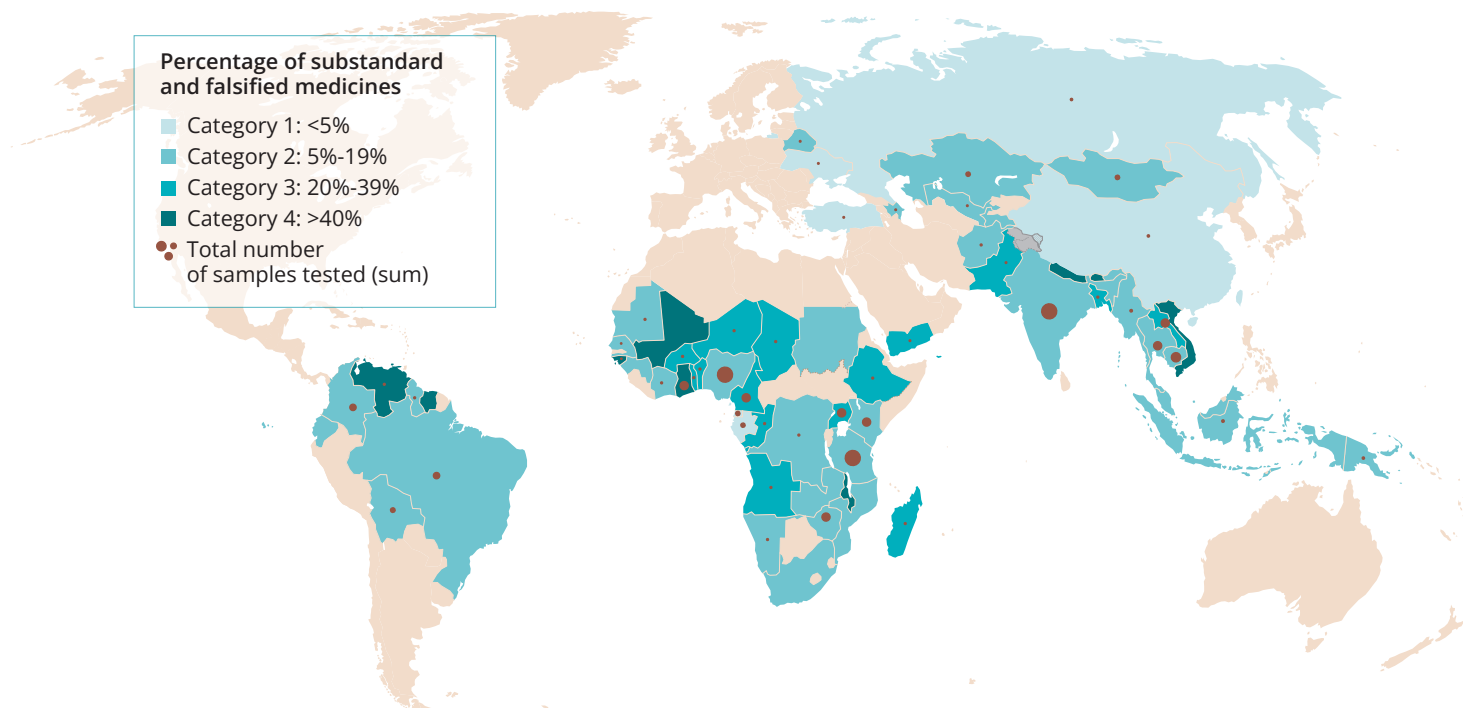 Percentage of substandard
and falsified medicines
Category 1: <5%
Category 2: 5%-19%
Category 3: 20%-39%
Category 4: >40%
Total number
of samples tested (sum)